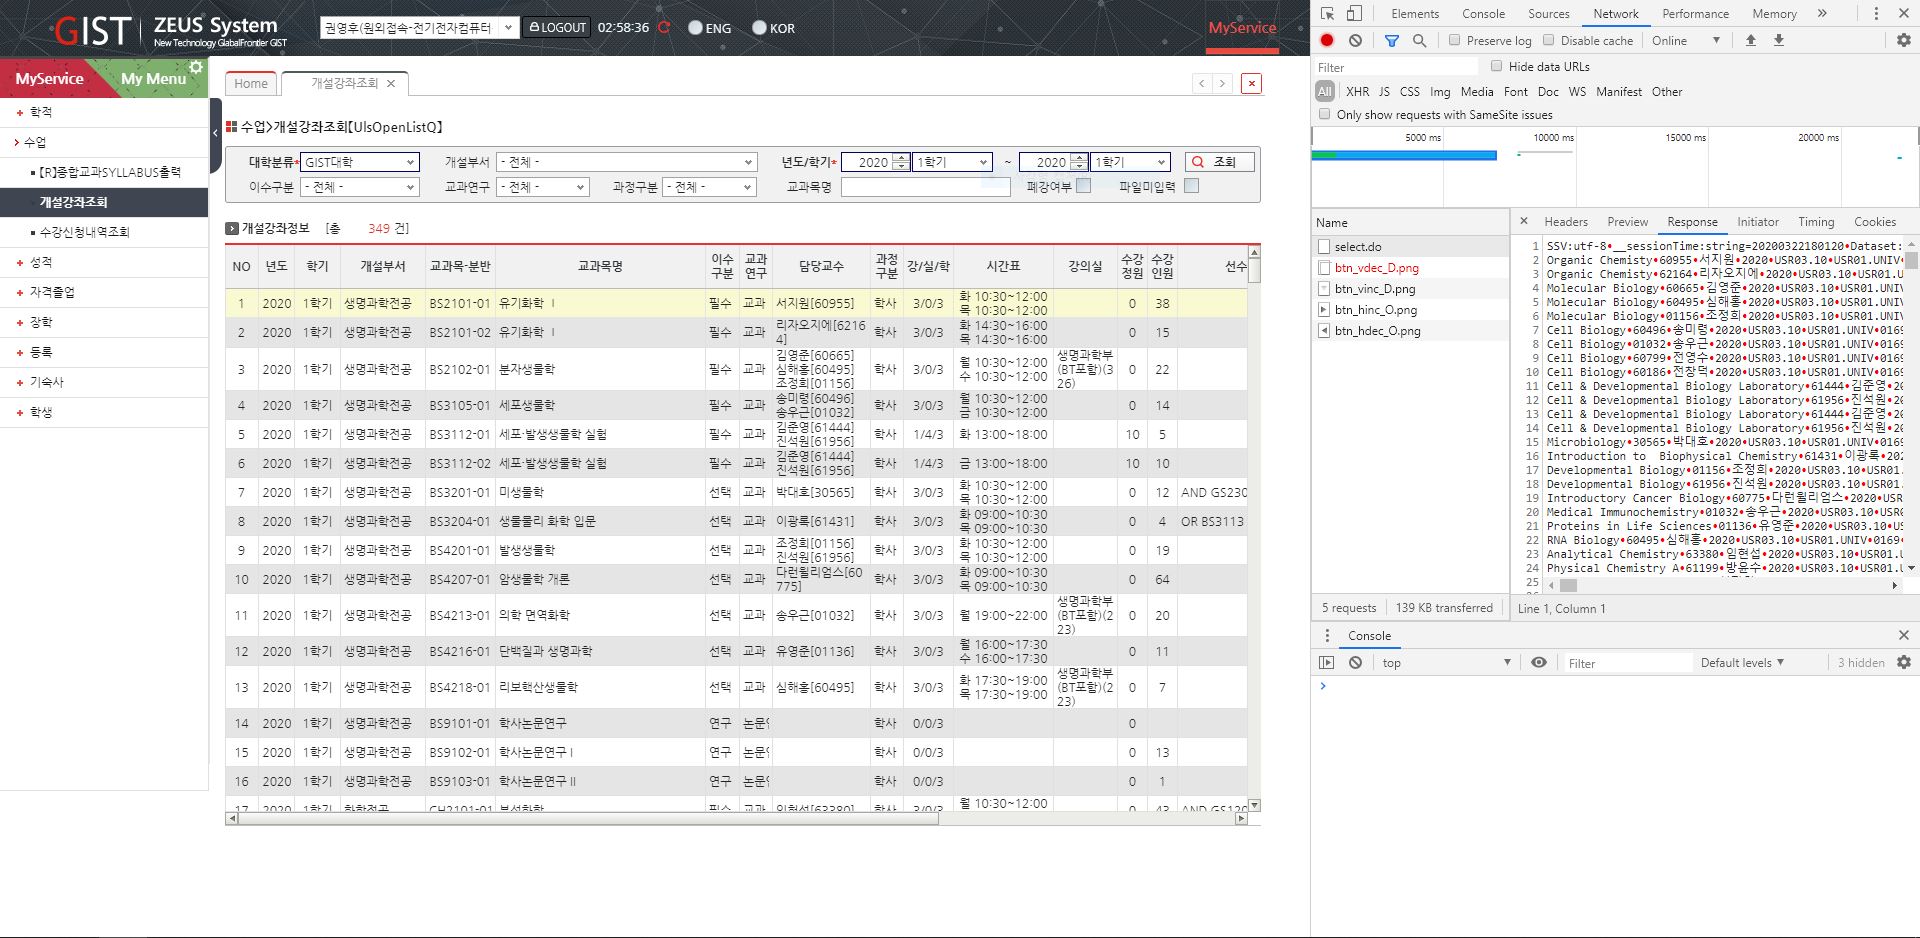 GIST
ZEUS System
New Technology GlabalFrontier GIST
권영후(원외접속-전기전자컴퓨터
LOGOUT
02:58:36
ENG
KOR
MyService
MyService
My Menu
학적
수업
[R]종합교과SYLLABUS출력
개설강좌조회
수강신청내역조회
성적
자격졸업
장학
등록
기숙사
학생
Home
개설강좌조회
수업>개설강좌조회[UlsOpenListQ]
대학분류* GIST대학 개설부서 - 전체 - 년도/학기* 2020 1학기 ~ 2020 1학기 조회
이수구분 - 전체 - 교과연구 - 전체 - 과정구분 - 전체 - 교과목명 폐강여부 파일미입력
개설강좌정보 [총 349 건]
NO 년도 학기 개설부서 교과목-분반 교과목명 이수구분 교과연구 담당교수 과정구분 강/실/학 시간표 강의실 수강정원 수강인원 선수
1 2020 1학기 생명과학전공 BS2101-01 유기화학 Ⅰ 필수 교과 서지원[60955] 학사 3/0/3 화 10:30~12:00 목 10:30~12:00 0 38
2 2020 1학기 생명과학전공 BS2101-02 유기화학 Ⅰ 필수 교과 리자오지에[62164] 학사 3/0/3 화 14:30~16:00 목 14:30~16:00 0 15
3 2020 1학기 생명과학전공 BS2102-01 분자생물학 필수 교과 김영준[60665] 심해홍[60495] 조정희[01156] 학사 3/0/3 월 10:30~12:00 수 10:30~12:00 생명과학부(BT포함)(326) 0 22
4 2020 1학기 생명과학전공 BS3105-01 세포생물학 필수 교과 송미령[60496] 송우근[01032] 학사 3/0/3 월 10:30~12:00 금 10:30~12:00 0 14
5 2020 1학기 생명과학전공 BS3112-01 세포·발생생물학 실험 필수 교과 김준영[61444] 진석원[61956] 학사 1/4/3 화 13:00~18:00 10 5
6 2020 1학기 생명과학전공 BS3112-02 세포·발생생물학 실험 필수 교과 김준영[61444] 진석원[61956] 학사 1/4/3 금 13:00~18:00 10 10
7 2020 1학기 생명과학전공 BS3201-01 미생물학 선택 교과 박대호[30565] 학사 3/0/3 화 10:30~12:00 목 10:30~12:00 0 12 AND GS230
8 2020 1학기 생명과학전공 BS3204-01 생물물리 화학 입문 선택 교과 이광록[61431] 학사 3/0/3 화 09:00~10:30 목 09:00~10:30 0 4 OR BS3113
9 2020 1학기 생명과학전공 BS4201-01 발생생물학 선택 교과 조정희[01156] 진석원[61956] 학사 3/0/3 화 10:30~12:00 목 10:30~12:00 0 19
10 2020 1학기 생명과학전공 BS4207-01 암생물학 개론 선택 교과 다런윌리엄스[60775] 학사 3/0/3 화 09:00~10:30 목 09:00~10:30 0 64
11 2020 1학기 생명과학전공 BS4213-01 의학 면역화학 선택 교과 송우근[01032] 학사 3/0/3 월 19:00~22:00 생명과학부(BT포함)(223) 0 20
12 2020 1학기 생명과학전공 BS4216-01 단백질과 생명과학 선택 교과 유영준[01136] 학사 3/0/3 월 16:00~17:30 수 16:00~17:30 0 11
13 2020 1학기 생명과학전공 BS4218-01 리보핵산생물학 선택 교과 심해홍[60495] 학사 3/0/3 화 17:30~19:00 목 17:30~19:00 생명과학부(BT포함)(223) 0 7
14 2020 1학기 생명과학전공 BS9101-01 학사논문연구 연구 학사 0/0/3 0
15 2020 1학기 생명과학전공 BS9102-01 학사논문연구Ⅰ 연구 학사 0/0/3 0 13
16 2020 1학기 생명과학전공 BS9103-01 학사논문연구Ⅱ 연구 학사 0/0/3 0 1
17 2020 1학기 화학전공 CH2101-01 분석화학 필수 교과 임현섭[63380] 학사 3/0/3 월 10:30~12:00 0 43 AND GS120
Elements Console Sources Network Performance Memory
Preserve log Disable cache Online
Filter Hide data URLs
All XHR JS CSS Img Media Font Doc WS Manifest Other
Only show requests with SameSite issues
5000 ms 10000 ms 15000 ms 20000 ms
Name
select.do
btn_vdec_D.png
btn_vinc_D.png
btn_hinc_O.png
btn_hdec_O.png
5 requests 139 KB transferred
Headers Preview Response Initiator Timing Cookies
1 SSV:utf-8•__sessionTime:string=20200322180120•Dataset:
2 Organic Chemistry•60955•서지원•2020•USR03.10•USR01.UNIV
3 Organic Chemistry•62164•리자오지에•2020•USR03.10•USR01.
4 Molecular Biology•60665•김영준•2020•USR03.10•USR01.UNIV
5 Molecular Biology•60495•심해홍•2020•USR03.10•USR01.UNIV
6 Molecular Biology•01156•조정희•2020•USR03.10•USR01.UNIV
7 Cell Biology•60496•송미령•2020•USR03.10•USR01.UNIV•0169
8 Cell Biology•01032•송우근•2020•USR03.10•USR01.UNIV•0169
9 Cell Biology•60799•전영수•2020•USR03.10•USR01.UNIV•0169
10 Cell Biology•60186•전창덕•2020•USR03.10•USR01.UNIV•0169
11 Cell & Developmental Biology Laboratory•61444•김준영•20
12 Cell & Developmental Biology Laboratory•61956•진석원•20
13 Cell & Developmental Biology Laboratory•61444•김준영•20
14 Cell & Developmental Biology Laboratory•61956•진석원•20
15 Microbiology•30565•박대호•2020•USR03.10•USR01.UNIV•0169
16 Introduction to  Biophysical Chemistry•61431•이광록•202
17 Developmental Biology•01156•조정희•2020•USR03.10•USR01.
18 Developmental Biology•61956•진석원•2020•USR03.10•USR01.
19 Introductory Cancer Biology•60775•다런윌리엄스•2020•USR
20 Medical Immunochemistry•01032•송우근•2020•USR03.10•USR0
21 Proteins in Life Sciences•01136•유영준•2020•USR03.10•US
22 RNA Biology•60495•심해홍•2020•USR03.10•USR01.UNIV•0169•
23 Analytical Chemistry•63380•임현섭•2020•USR03.10•USR01.U
24 Physical Chemistry A•61199•방윤수•2020•USR03.10•USR01.U
25
Line 1, Column 1
Console
top Filter Default levels 3 hidden